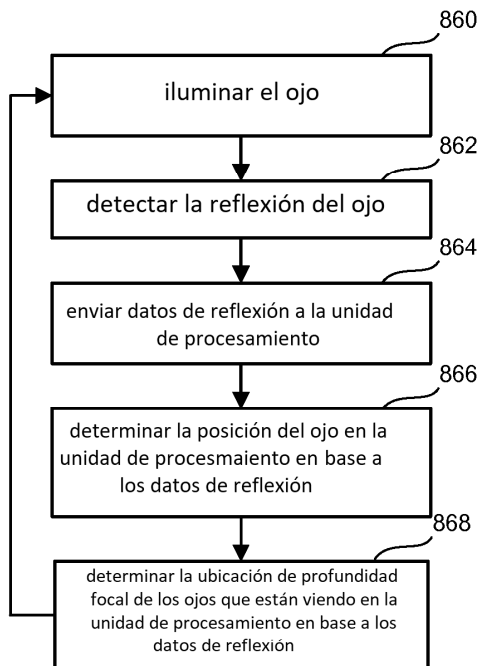 860
iluminar el ojo
862
detectar la reflexión del ojo
864
enviar datos de reflexión a la unidad
de procesamiento
866
determinar la posición del ojo en la
unidad de procesmaiento en base a
los datos de reflexión
868
determinar la ubicación de profundidad
focal de los ojos que están viendo en la
unidad de procesamiento en base a los
datos de reflexión